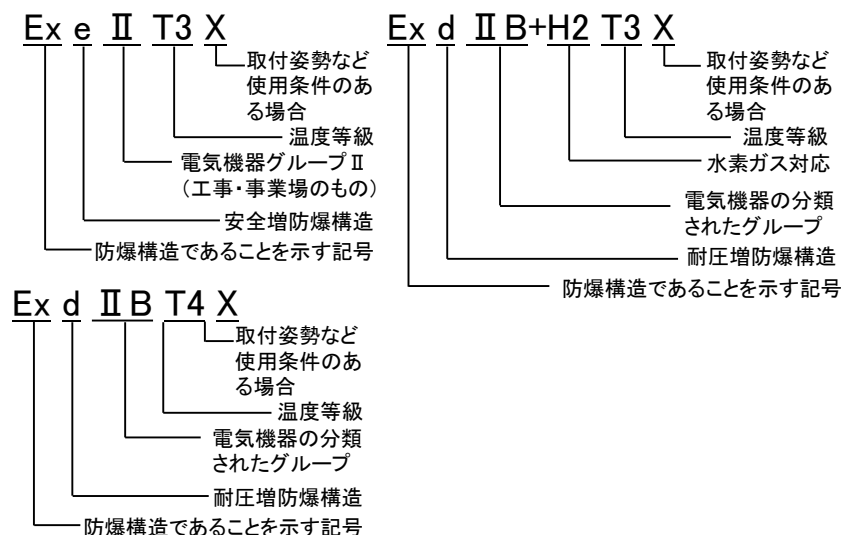 Ex e Ⅱ T3 X
取付姿勢など
使用条件のあ
る場合
温度等級
電気機器グループⅡ
(工事・事業場のもの)
安全増防爆構造
防爆構造であることを示す記号
Ex d ⅡB+H2 T3 X
取付姿勢など
使用条件のあ
る場合
温度等級
水素ガス対応
電気機器の分類
されたグループ
耐圧増防爆構造
防爆構造であることを示す記号
Ex d ⅡB T4 X
取付姿勢など
使用条件のあ
る場合
温度等級
電気機器の分類
されたグループ
耐圧増防爆構造
防爆構造であることを示す記号